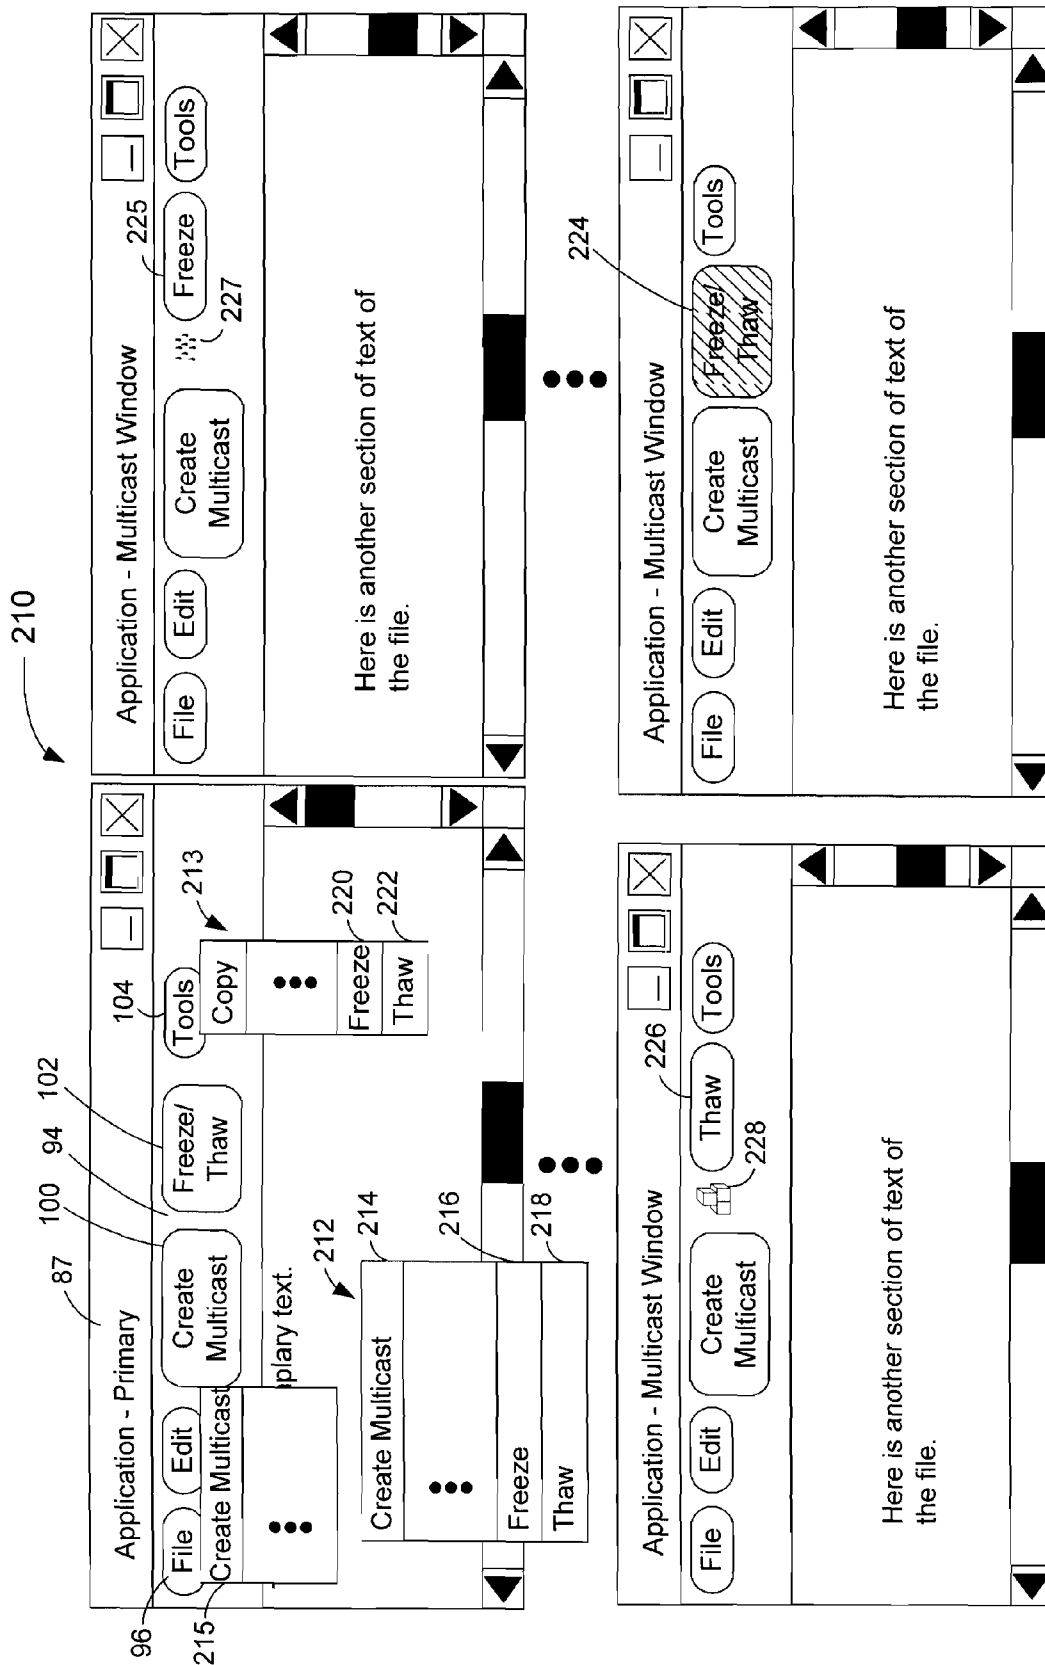 210
87
100
94
102
104
Application - Primary
File
Edit
Create
Multicast
Freeze/
Thaw
Tools
96
215
Create Multicast
plary text.
213
Copy
Freeze
220
Thaw
222
212
Create Multicast
214
Freeze
216
Thaw
218
Application - Multicast Window
225
File
Edit
Create
Multicast
Freeze
Tools
227
Here is another section of text of
the file.
Application - Multicast Window
226
File
Edit
Create
Multicast
Thaw
Tools
228
Here is another section of text of
the file.
Application - Multicast Window
224
File
Edit
Create
Multicast
Freeze/
Thaw
Tools
Here is another section of text of
the file.